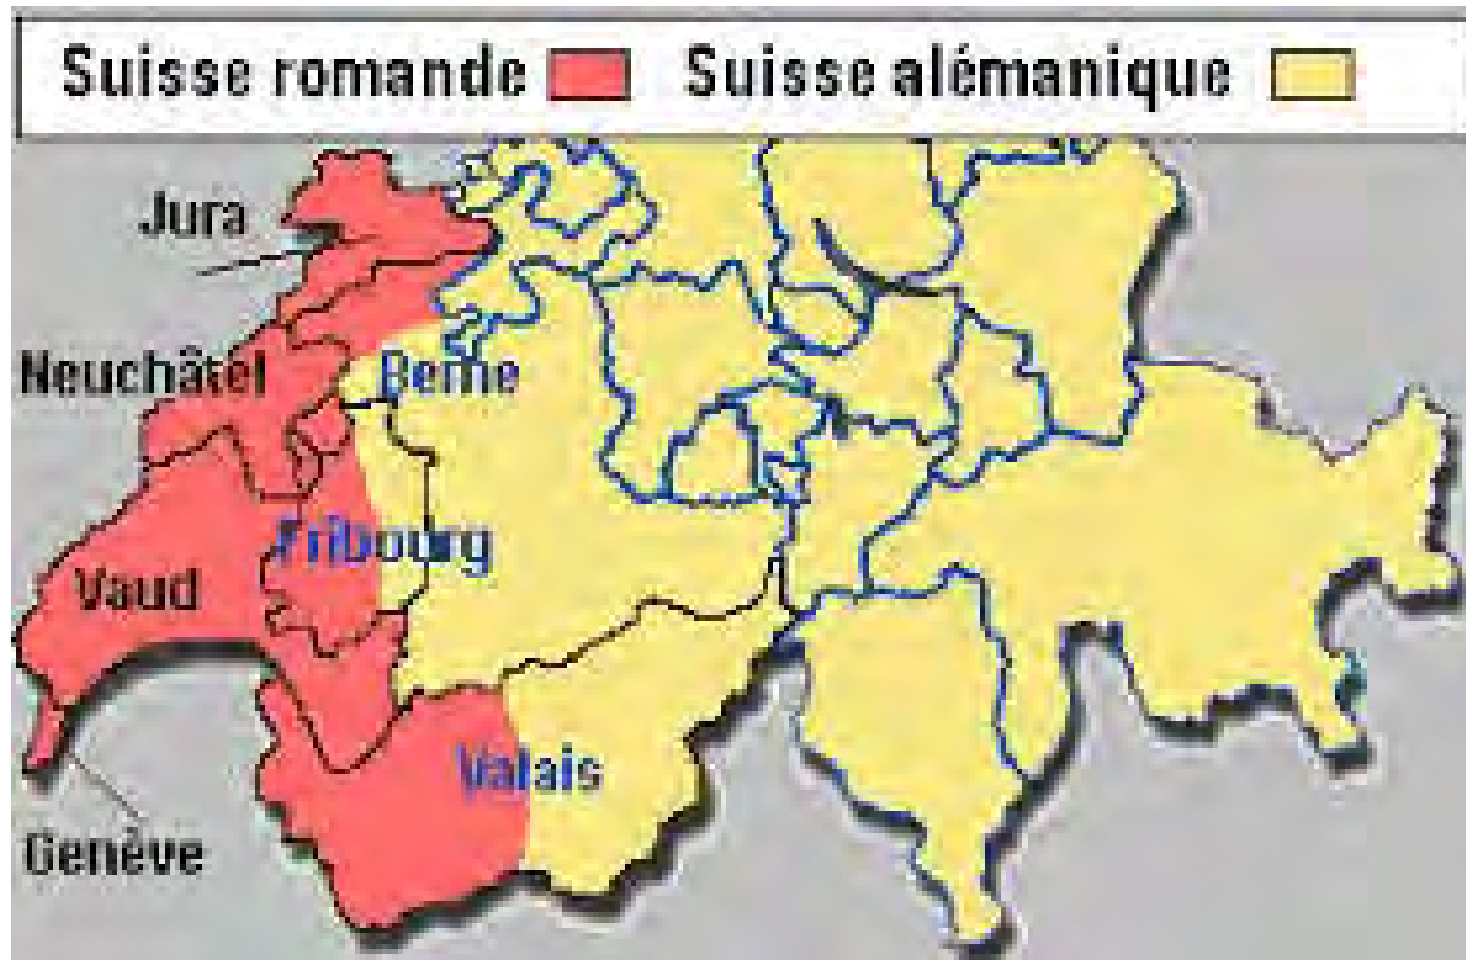 Suisse romande Suisse alémanique
Jura
Neuchâtel
Berne
Fribourg
Vaud
Valais
Genève